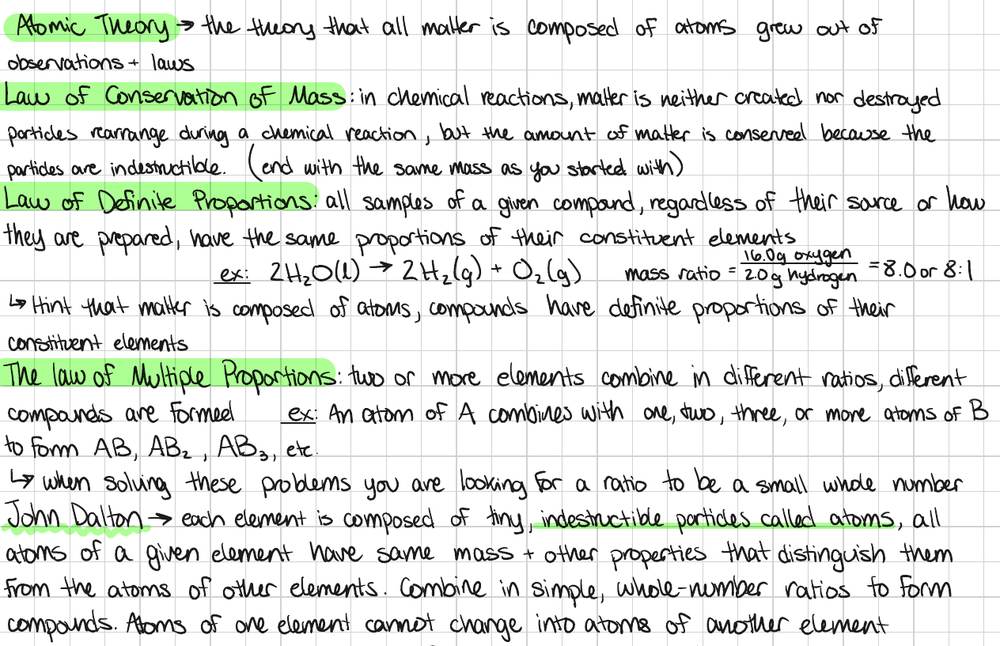 Atomic Theory → the theory that all matter is composed of atoms grew out of
observations + laws
Law of Conservation of Mass: in chemical reactions, matter is neither created nor destroyed
particles rearrange during a chemical reaction, but the amount of matter is conserved because the
particles are indestructible. (end with the same mass as you started with)
Law of Definite Proportions: all samples of a given compound, regardless of their source or how
they are prepared, have the same proportions of their constituent elements
ex: 2H₂O(l) → 2H₂(g) + O₂(g) mass ratio = 16.0g oxygen / 2.0g hydrogen = 8.0 or 8:1
↳ Hint that matter is composed of atoms, compounds have definite proportions of their
constituent elements
The law of Multiple Proportions: two or more elements combine in different ratios, different
compounds are formed ex: An atom of A combines with one, two, three, or more atoms of B
to form AB, AB₂, AB₃, etc.
↳ when solving these problems you are looking for a ratio to be a small whole number
John Dalton → each element is composed of tiny, indestructible particles called atoms, all
atoms of a given element have same mass + other properties that distinguish them
from the atoms of other elements. Combine in simple, whole-number ratios to form
compounds. Atoms of one element cannot change into atoms of another element